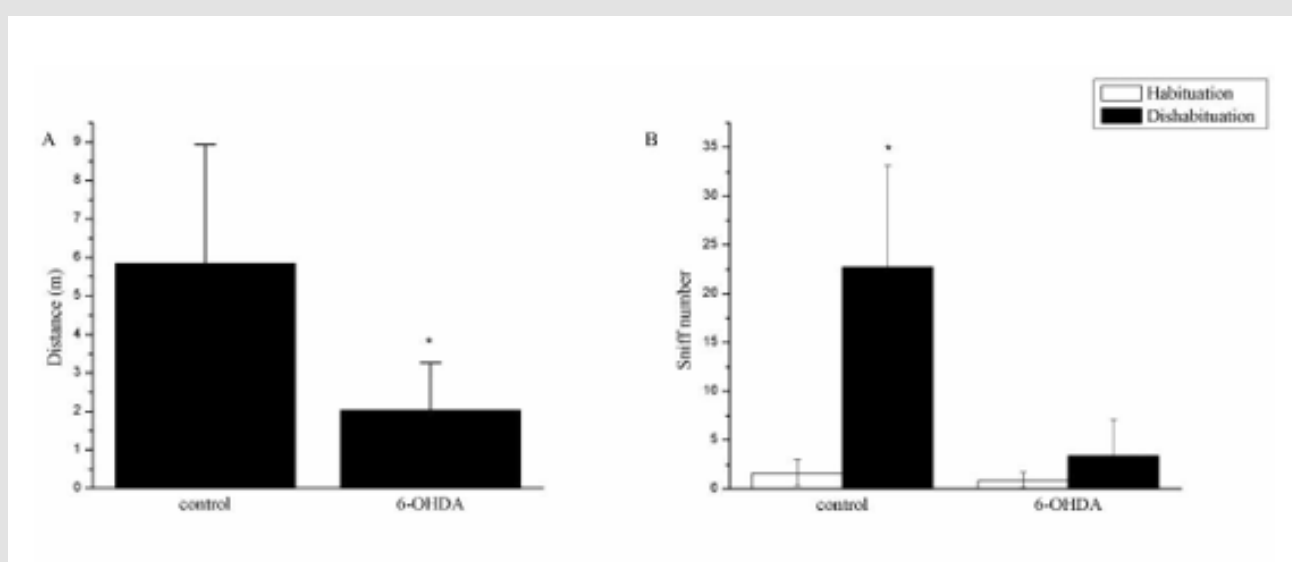 Habituation
Dishabituation
A
9
8
7
6
5
4
3
2
1
0
Distance (m)
*
control
6-OHDA
B
35
30
25
20
15
10
5
0
Sniff number
*
control
6-OHDA